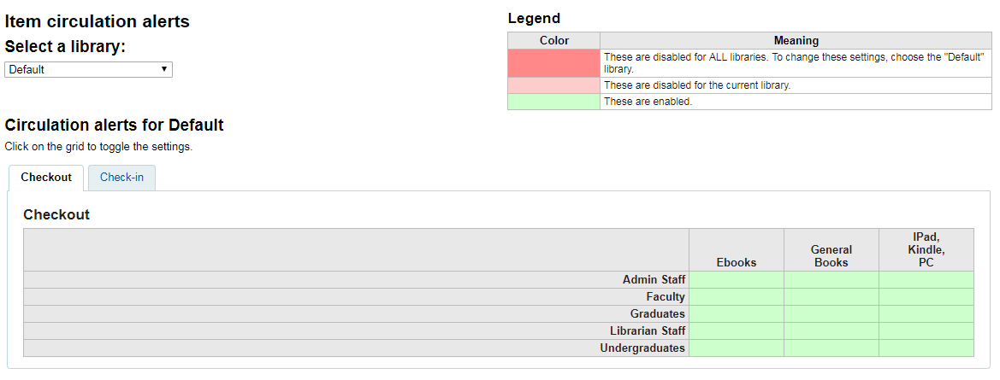 Item circulation alerts
Select a library:
Default
Legend
Color Meaning
These are disabled for ALL libraries. To change these settings, choose the "Default"
library.
These are disabled for the current library.
These are enabled.
Circulation alerts for Default
Click on the grid to toggle the settings.
Checkout Check-in
Checkout
Ebooks
General
Books
IPad,
Kindle,
PC
Admin Staff
Faculty
Graduates
Librarian Staff
Undergraduates